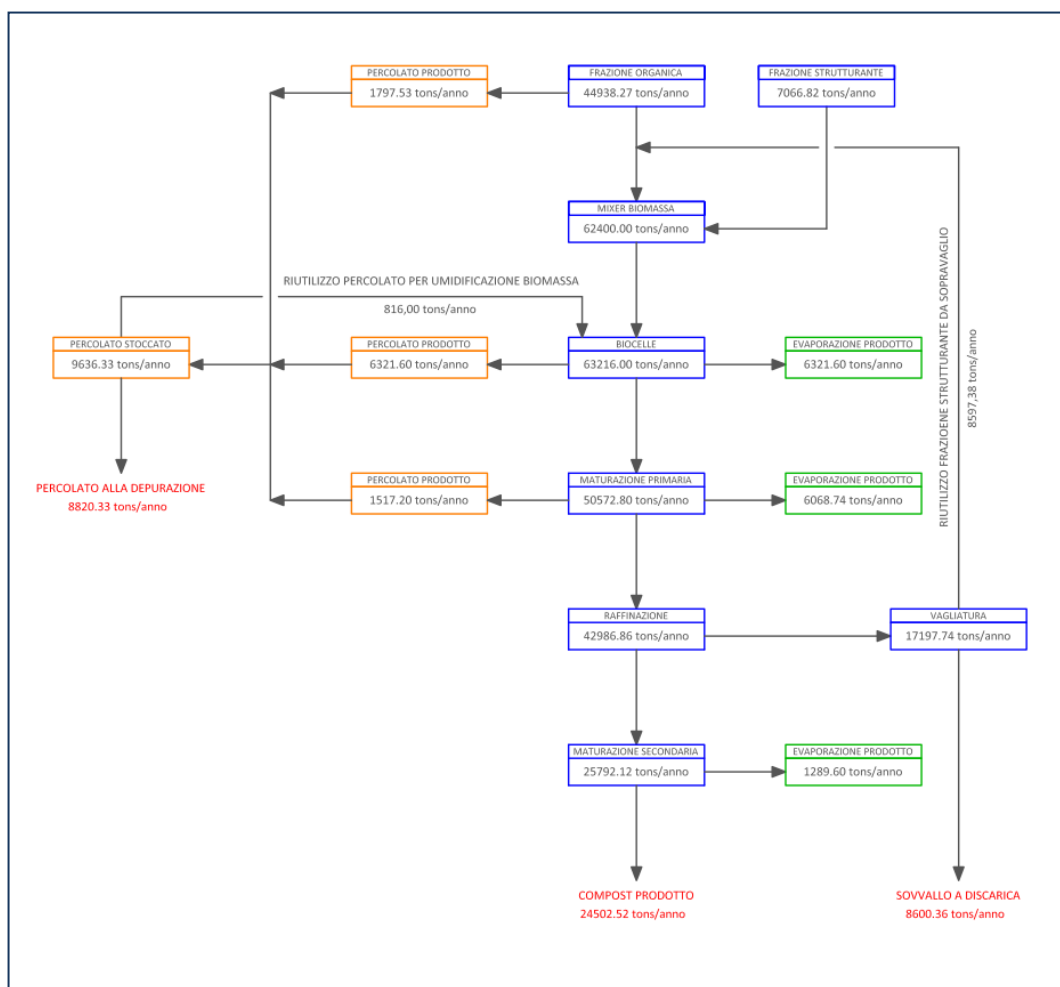 PERCOLATO PRODOTTO
1797.53 tons/anno
FRAZIONE ORGANICA
44938.27 tons/anno
FRAZIONE STRUTTURANTE
7066.82 tons/anno
MIXER BIOMASSA
62400.00 tons/anno
RIUTILIZZO PERCOLATO PER UMIDIFICAZIONE BIOMASSA
816,00 tons/anno
RIUTILIZZO FRAZIOENE STRUTTURANTE DA SOPRAVAGLIO
8597,38 tons/anno
PERCOLATO STOCCATO
9636.33 tons/anno
PERCOLATO PRODOTTO
6321.60 tons/anno
BIOCELLE
63216.00 tons/anno
EVAPORAZIONE PRODOTTO
6321.60 tons/anno
PERCOLATO ALLA DEPURAZIONE
8820.33 tons/anno
PERCOLATO PRODOTTO
1517.20 tons/anno
MATURAZIONE PRIMARIA
50572.80 tons/anno
EVAPORAZIONE PRODOTTO
6068.74 tons/anno
RAFFINAZIONE
42986.86 tons/anno
VAGLIATURA
17197.74 tons/anno
MATURAZIONE SECONDARIA
25792.12 tons/anno
EVAPORAZIONE PRODOTTO
1289.60 tons/anno
COMPOST PRODOTTO
24502.52 tons/anno
SOVVALLO A DISCARICA
8600.36 tons/anno